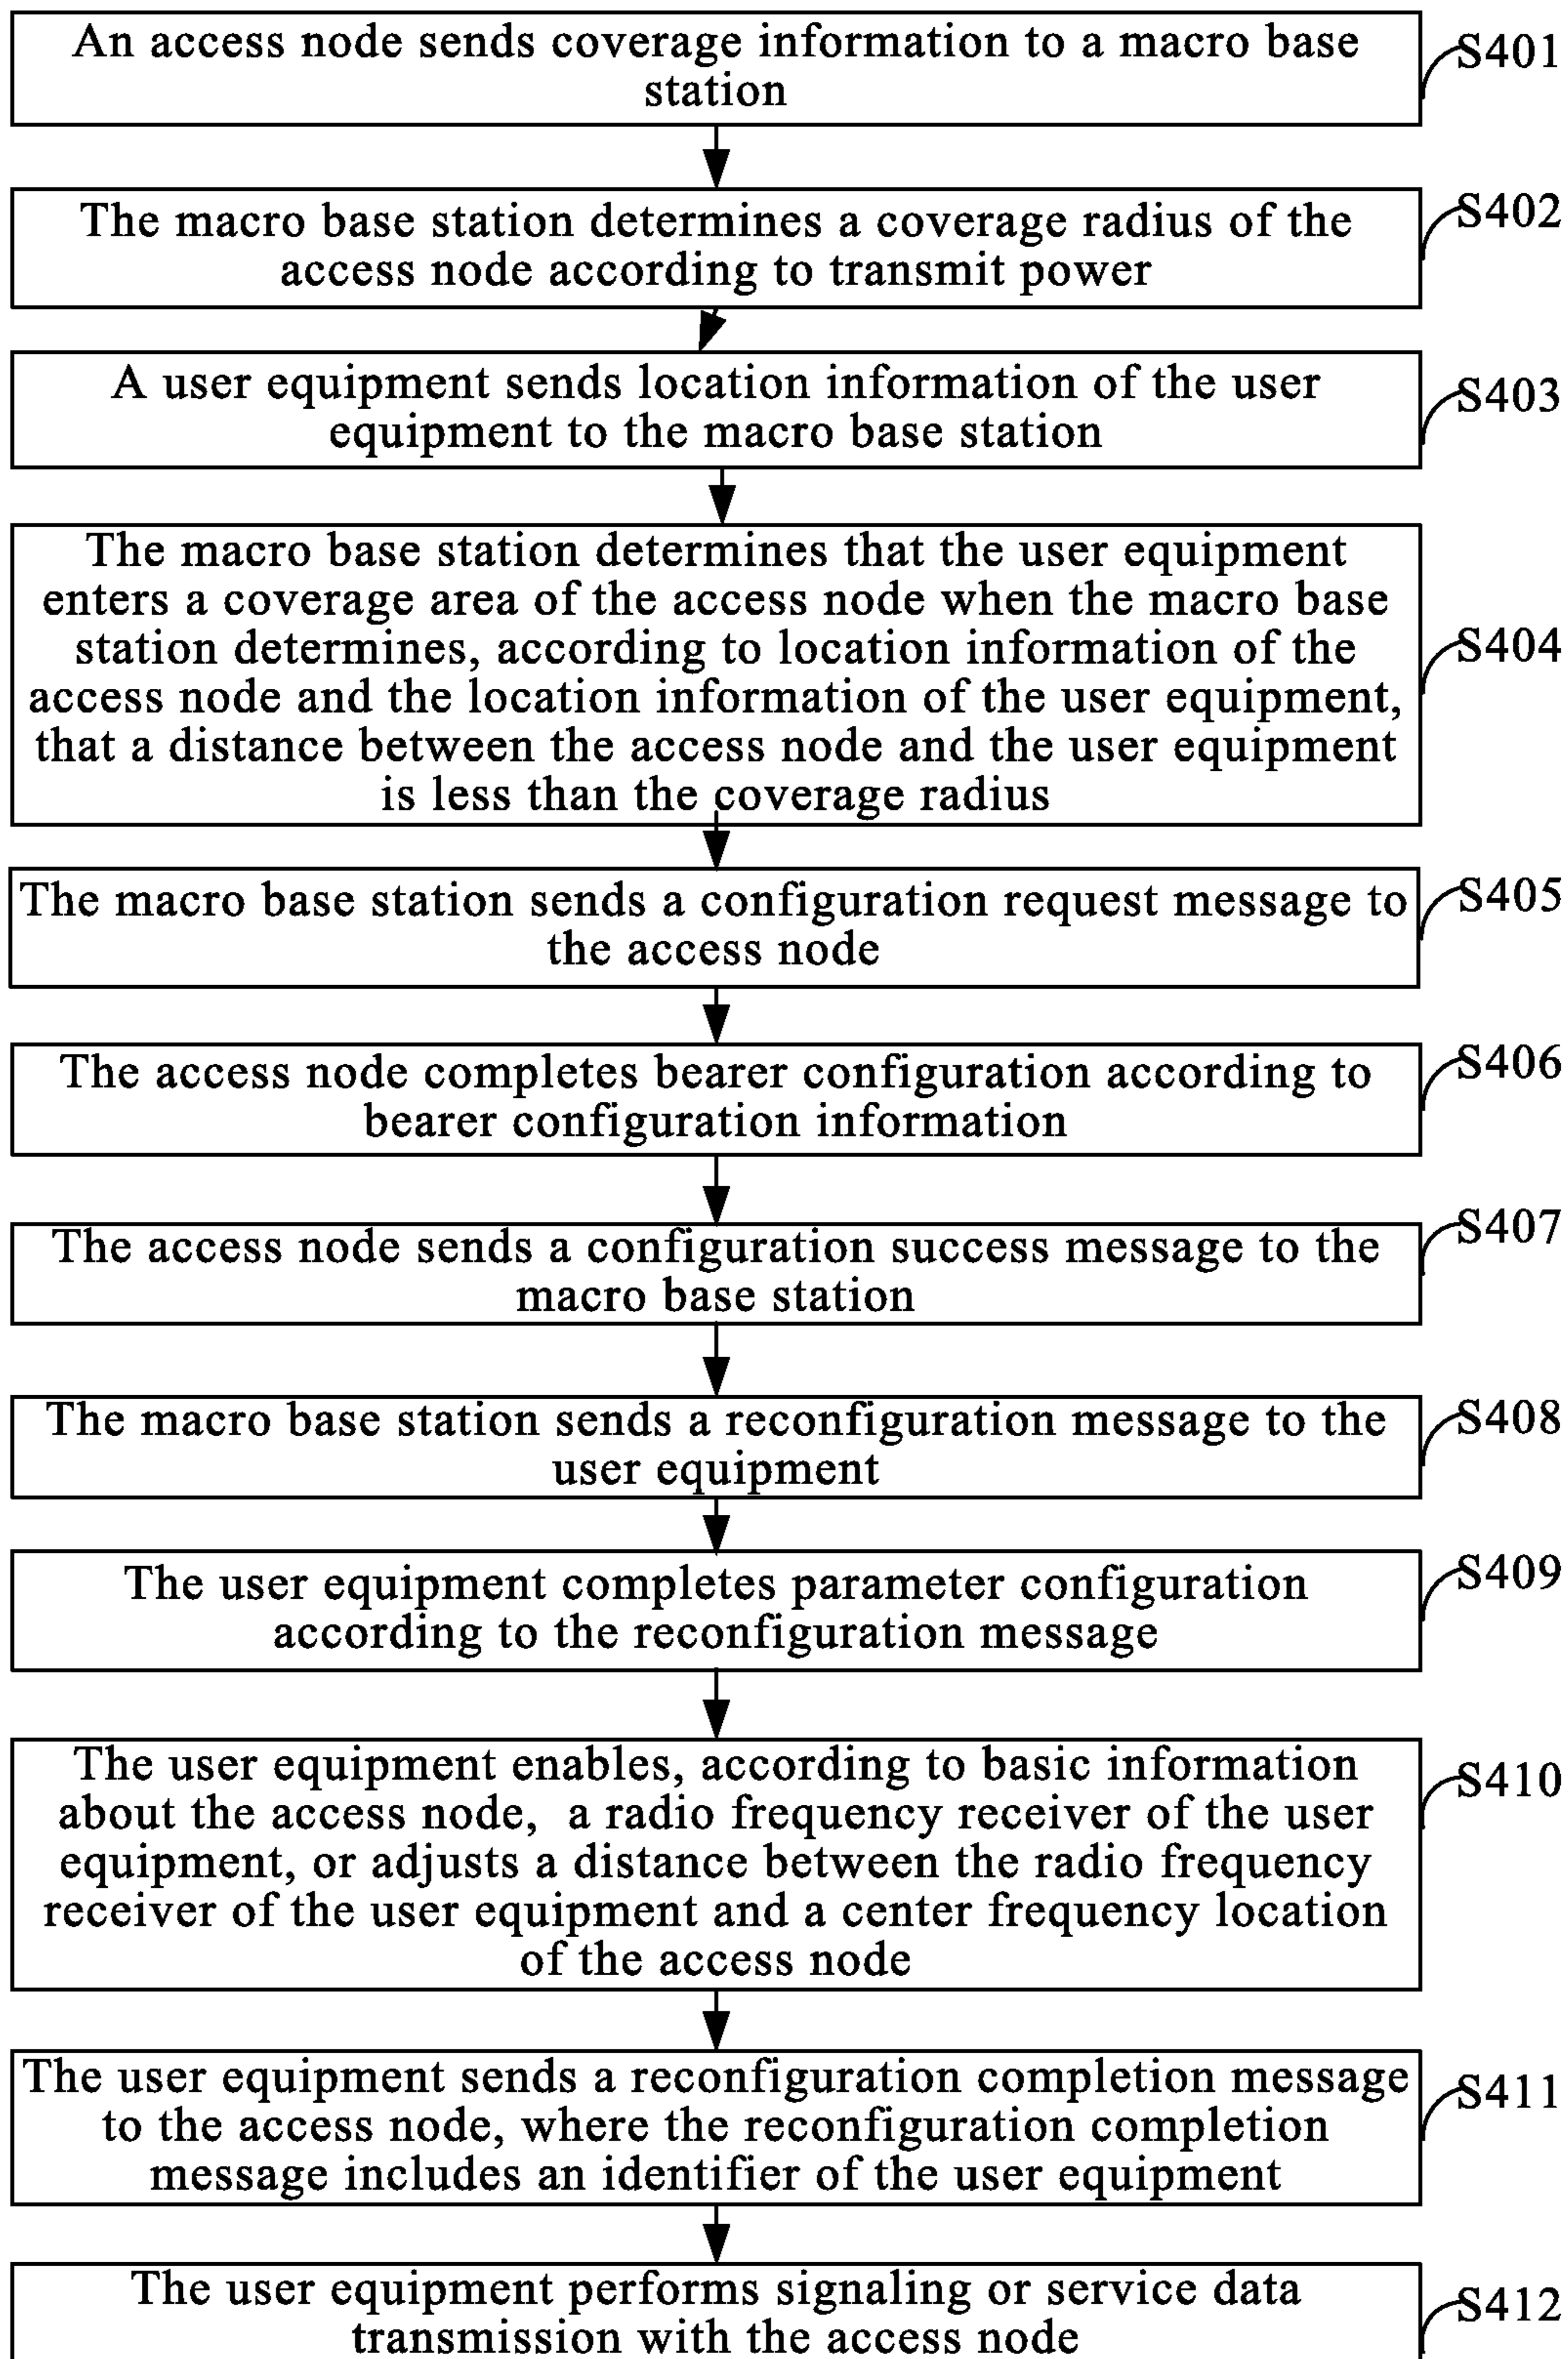 An access node sends coverage information to a macro base
station
S401
The macro base station determines a coverage radius of the
access node according to transmit power
S402
A user equipment sends location information of the user
equipment to the macro base station
S403
The macro base station determines that the user equipment
enters a coverage area of the access node when the macro base
station determines, according to location information of the
access node and the location information of the user equipment,
that a distance between the access node and the user equipment
is less than the coverage radius
S404
The macro base station sends a configuration request message to
the access node
S405
The access node completes bearer configuration according to
bearer configuration information
S406
The access node sends a configuration success message to the
macro base station
S407
The macro base station sends a reconfiguration message to the
user equipment
S408
The user equipment completes parameter configuration
according to the reconfiguration message
S409
The user equipment enables, according to basic information
about the access node, a radio frequency receiver of the user
equipment, or adjusts a distance between the radio frequency
receiver of the user equipment and a center frequency location
of the access node
S410
The user equipment sends a reconfiguration completion message
to the access node, where the reconfiguration completion
message includes an identifier of the user equipment
S411
The user equipment performs signaling or service data
transmission with the access node
S412